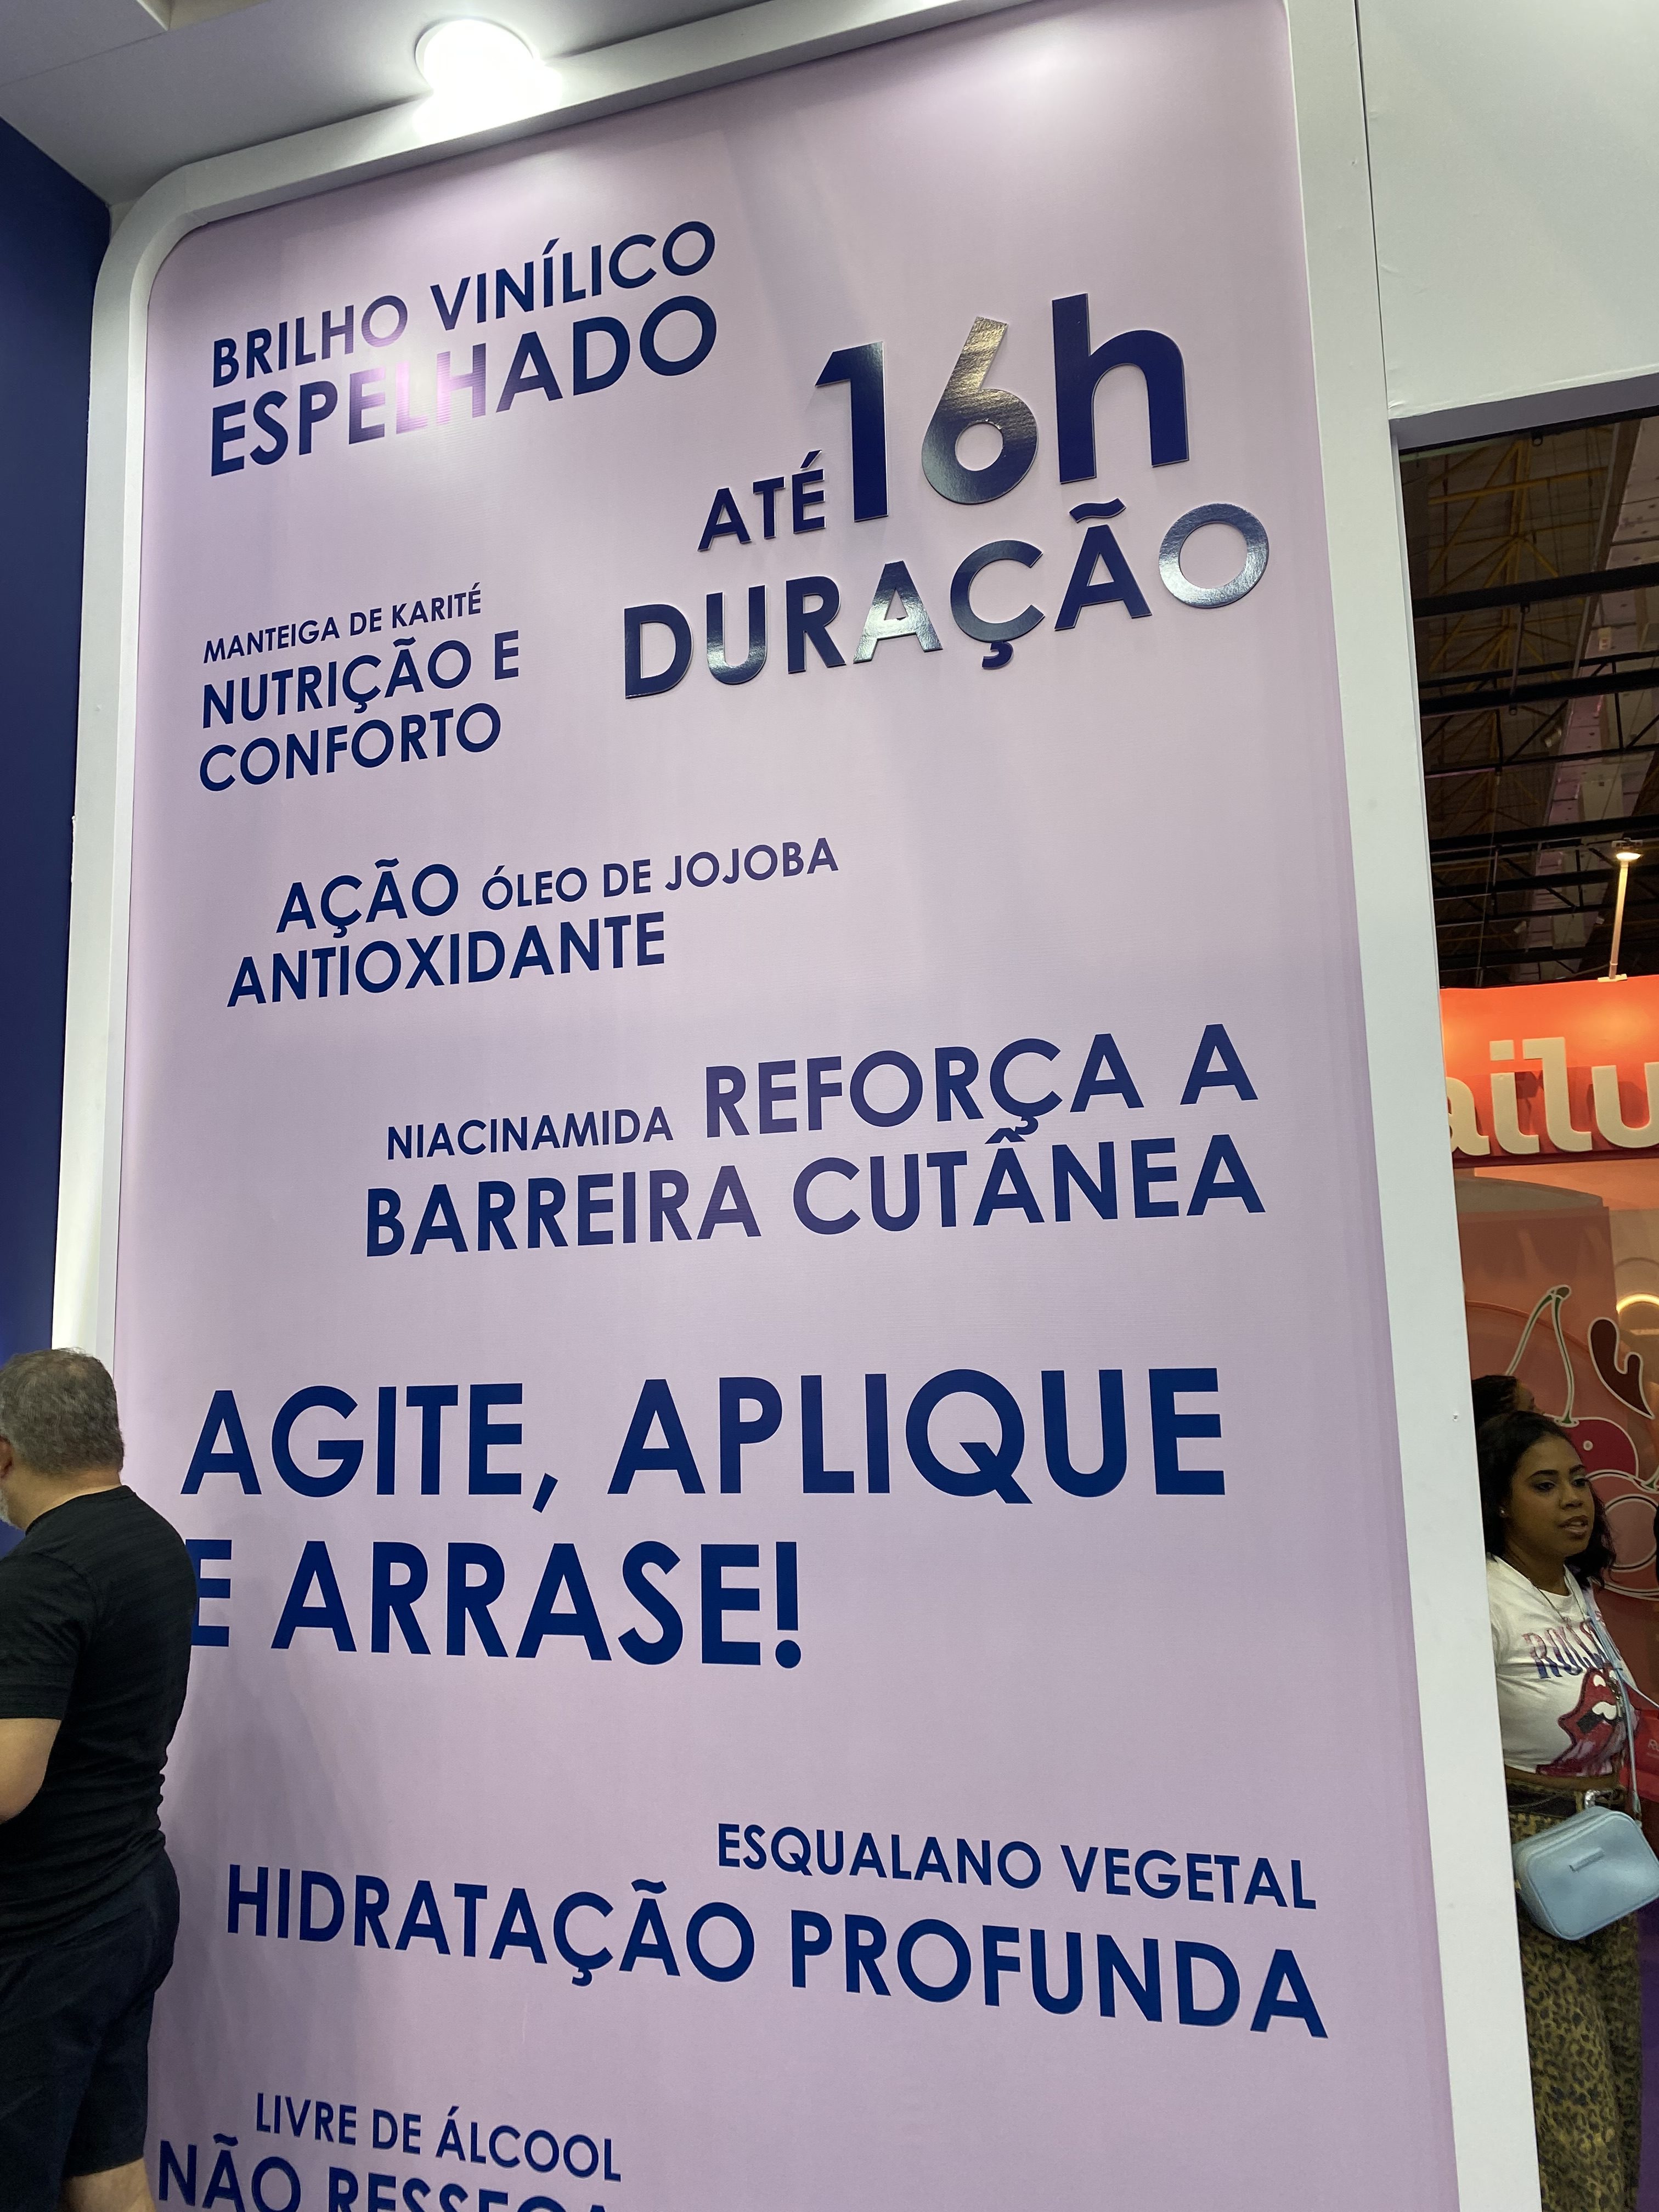 BRILHO VINÍLICO
ESPELHADO
ATÉ 16h
DURAÇÃO
MANTEIGA DE KARITÉ
NUTRIÇÃO E
CONFORTO
AÇÃO ÓLEO DE JOJOBA
ANTIOXIDANTE
NIACINAMIDA REFORÇA A
BARREIRA CUTÂNEA
AGITE, APLIQUE
E ARRASE!
ESQUALANO VEGETAL
HIDRATAÇÃO PROFUNDA
LIVRE DE ÁLCOOL
NÃO